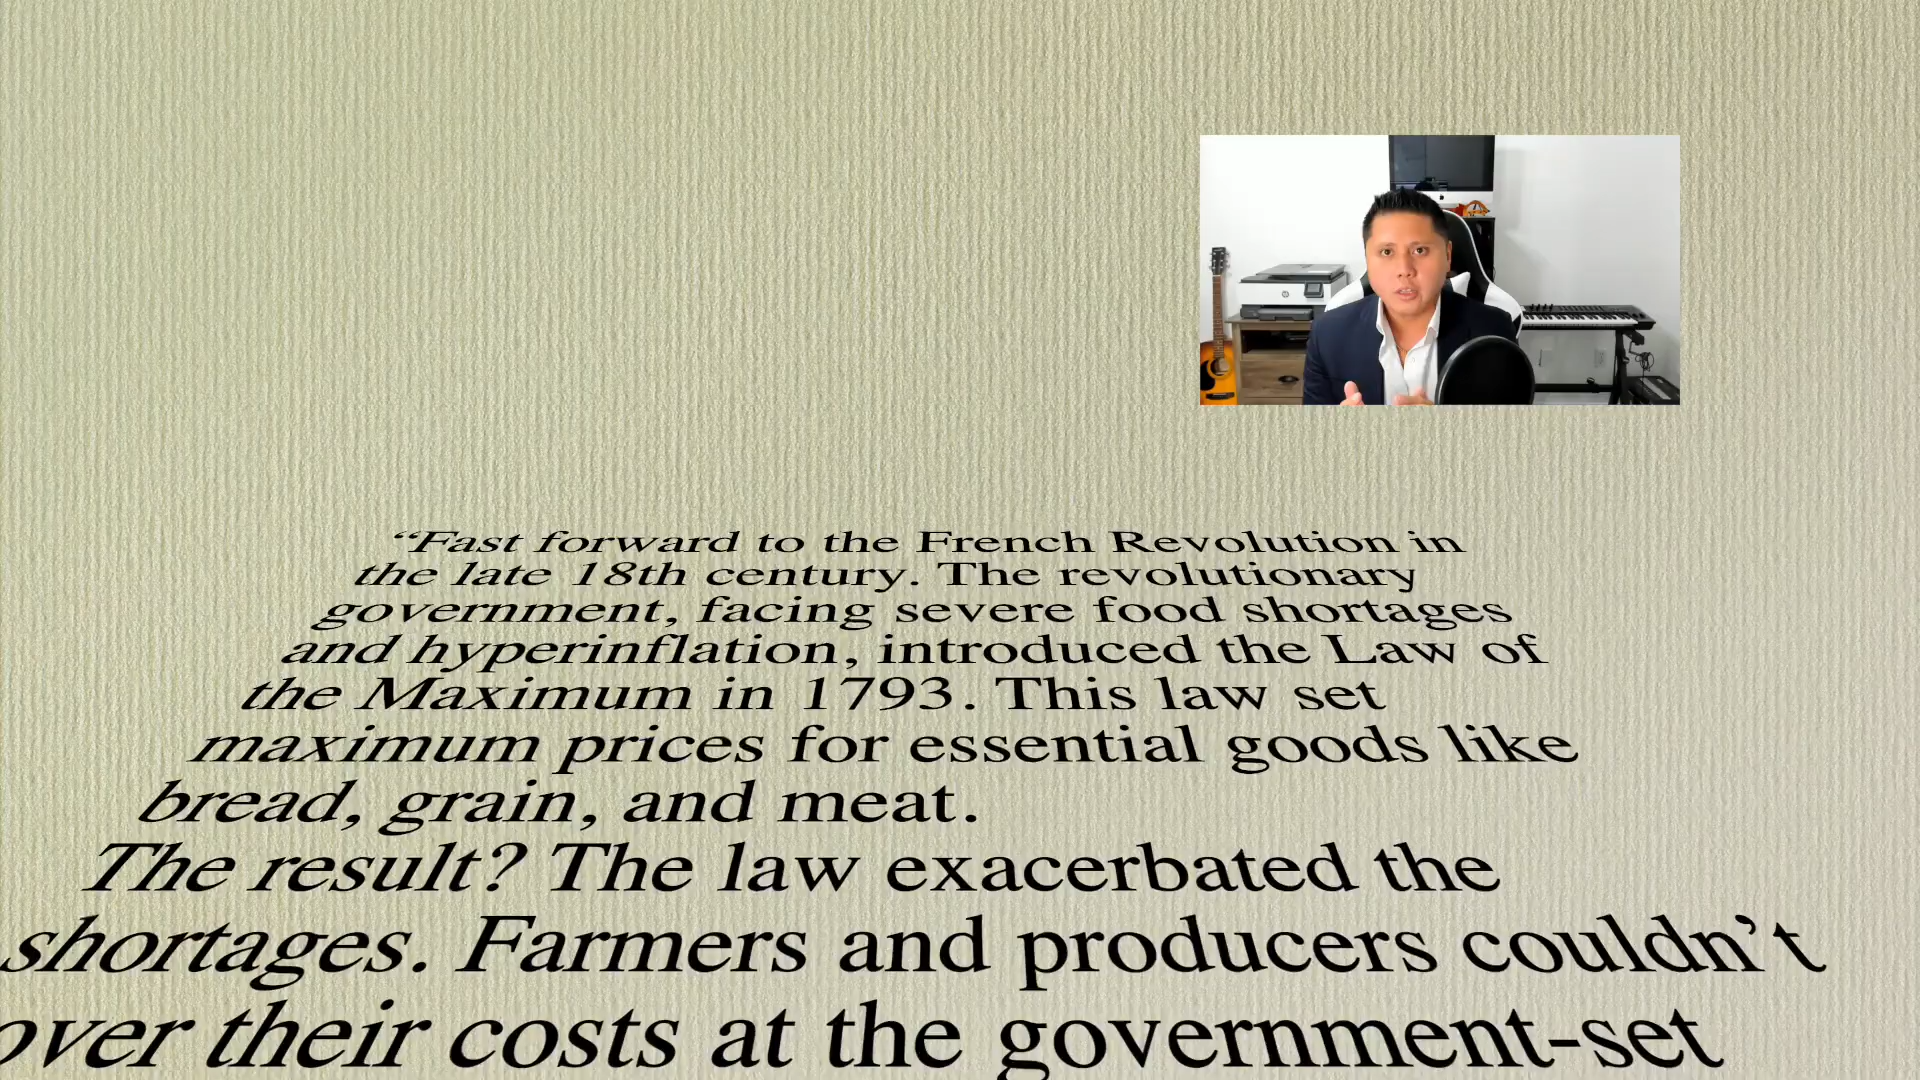 “Fast forward to the French Revolution in
the late 18th century. The revolutionary
government, facing severe food shortages
and hyperinflation, introduced the Law of
the Maximum in 1793. This law set
maximum prices for essential goods like
bread, grain, and meat.
The result? The law exacerbated the
shortages. Farmers and producers couldn’t
over their costs at the government-set